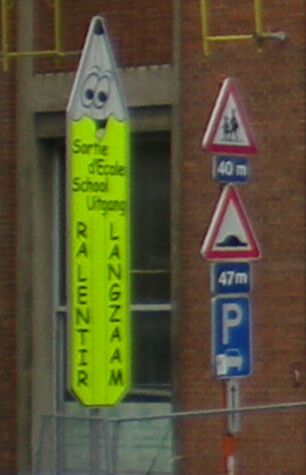 Sortie
d'Ecole
School
Uitgang
RALENTIR
LANGZAAM
40 m
47m
P